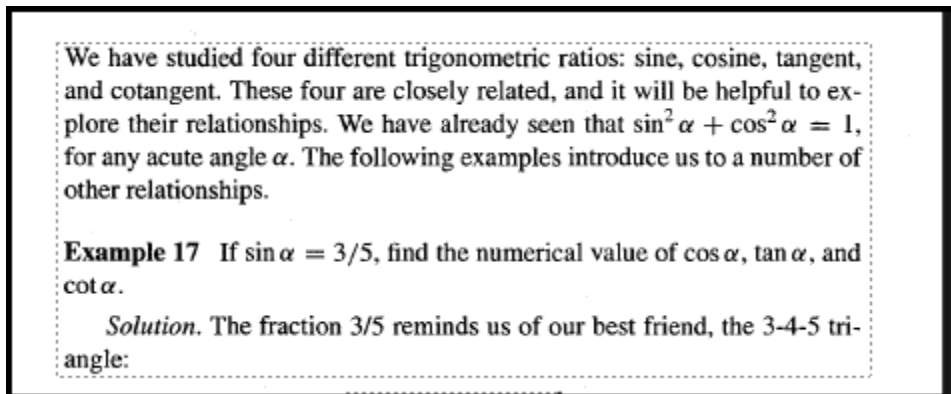 We have studied four different trigonometric ratios: sine, cosine, tangent,
and cotangent. These four are closely related, and it will be helpful to ex-
plore their relationships. We have already seen that sin² α + cos² α = 1,
for any acute angle α. The following examples introduce us to a number of
other relationships.
Example 17 If sin α = 3/5, find the numerical value of cos α, tan α, and
cot α.
Solution. The fraction 3/5 reminds us of our best friend, the 3-4-5 tri-
angle: